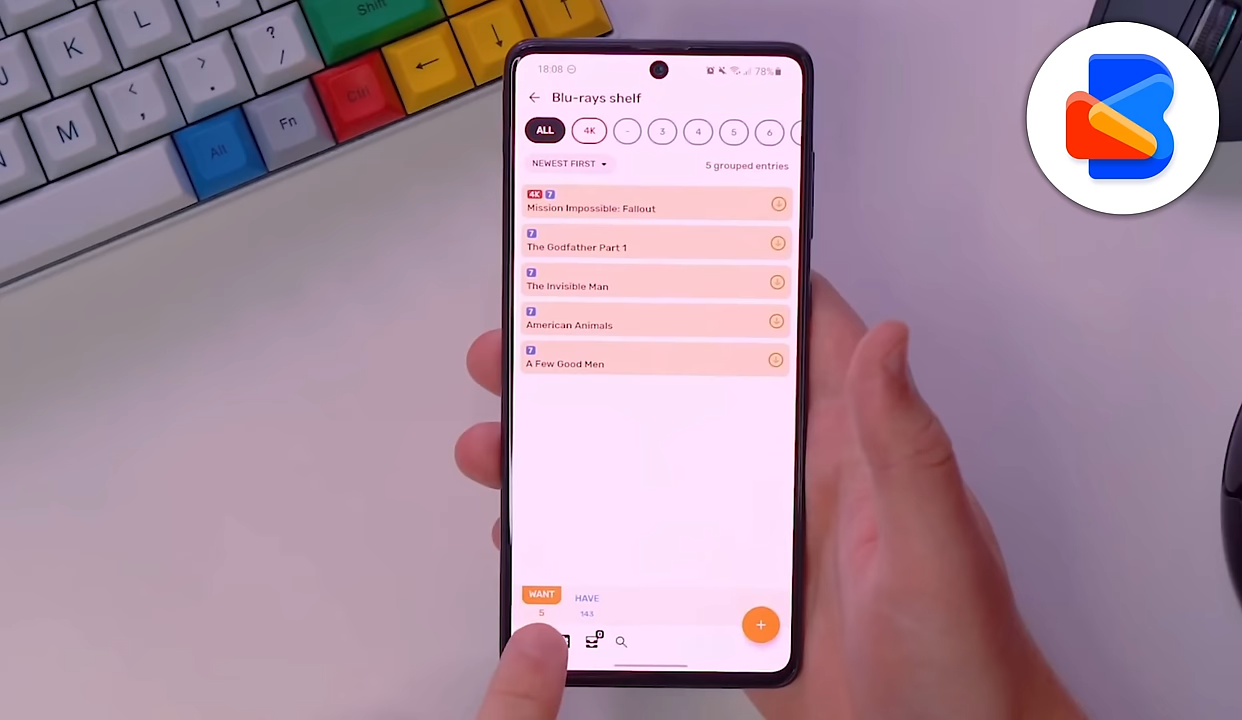 Shift
L
K
?
/
>
.
<
,
M
Ctrl
Fn
Alt
18:08
78%
Blu-rays shelf
ALL
4K
-
3
4
5
6
NEWEST FIRST
5 grouped entries
4K 7
Mission Impossible: Fallout
7
The Godfather Part 1
7
The Invisible Man
7
American Animals
7
A Few Good Men
WANT
HAVE
5
143
0
+